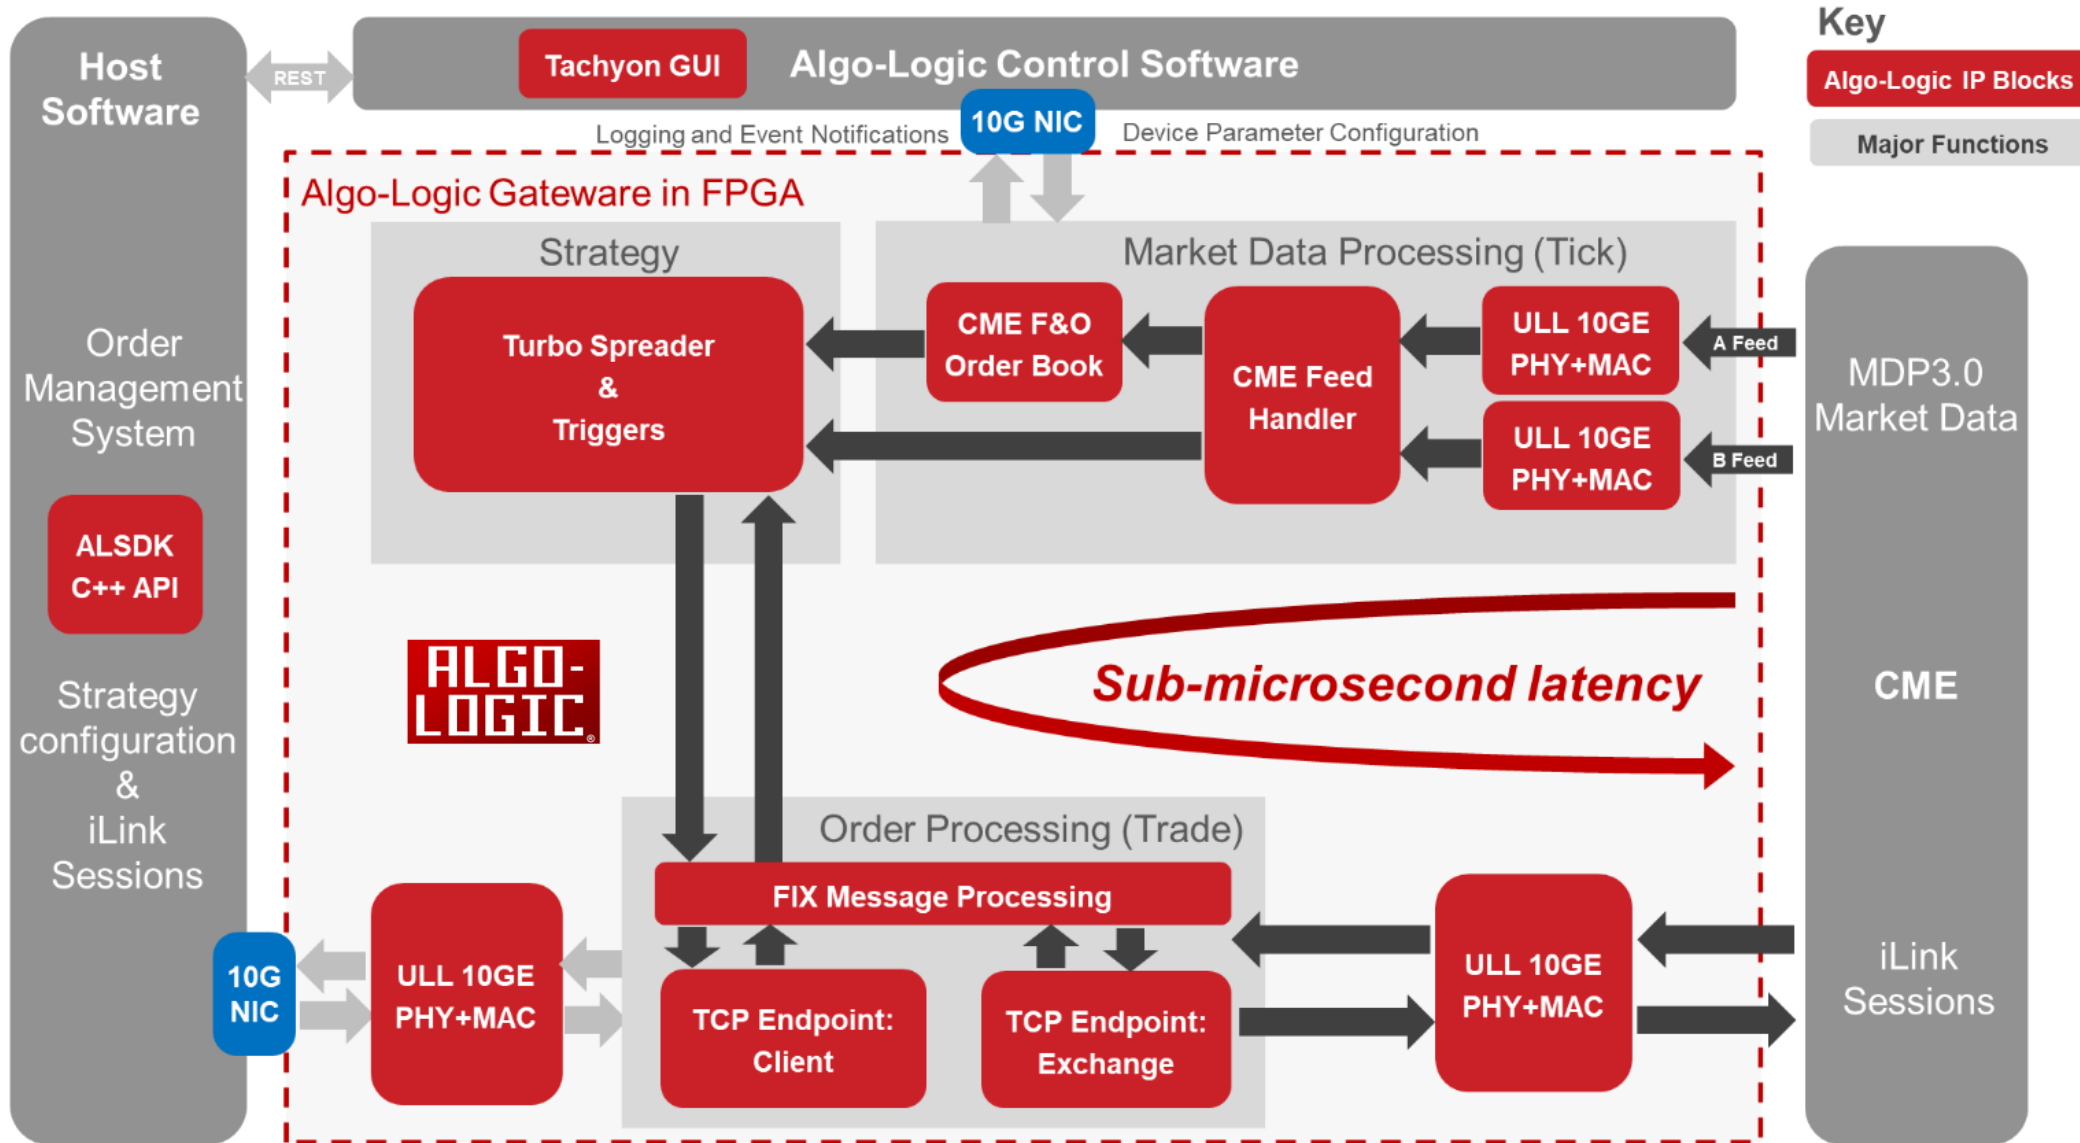 Key
Algo-Logic IP Blocks
Major Functions
Host
Software
REST
Tachyon GUI
Algo-Logic Control Software
10G NIC
Logging and Event Notifications
Device Parameter Configuration
Algo-Logic Gateware in FPGA
Strategy
Turbo Spreader
&
Triggers
Market Data Processing (Tick)
CME F&O
Order Book
CME Feed
Handler
ULL 10GE
PHY+MAC
ULL 10GE
PHY+MAC
A Feed
B Feed
MDP3.0
Market Data
CME
iLink
Sessions
Order
Management
System
ALSDK
C++ API
Strategy
configuration
&
iLink
Sessions
ALGO-
LOGIC®
Sub-microsecond latency
Order Processing (Trade)
FIX Message Processing
10G
NIC
ULL 10GE
PHY+MAC
TCP Endpoint:
Client
TCP Endpoint:
Exchange
ULL 10GE
PHY+MAC